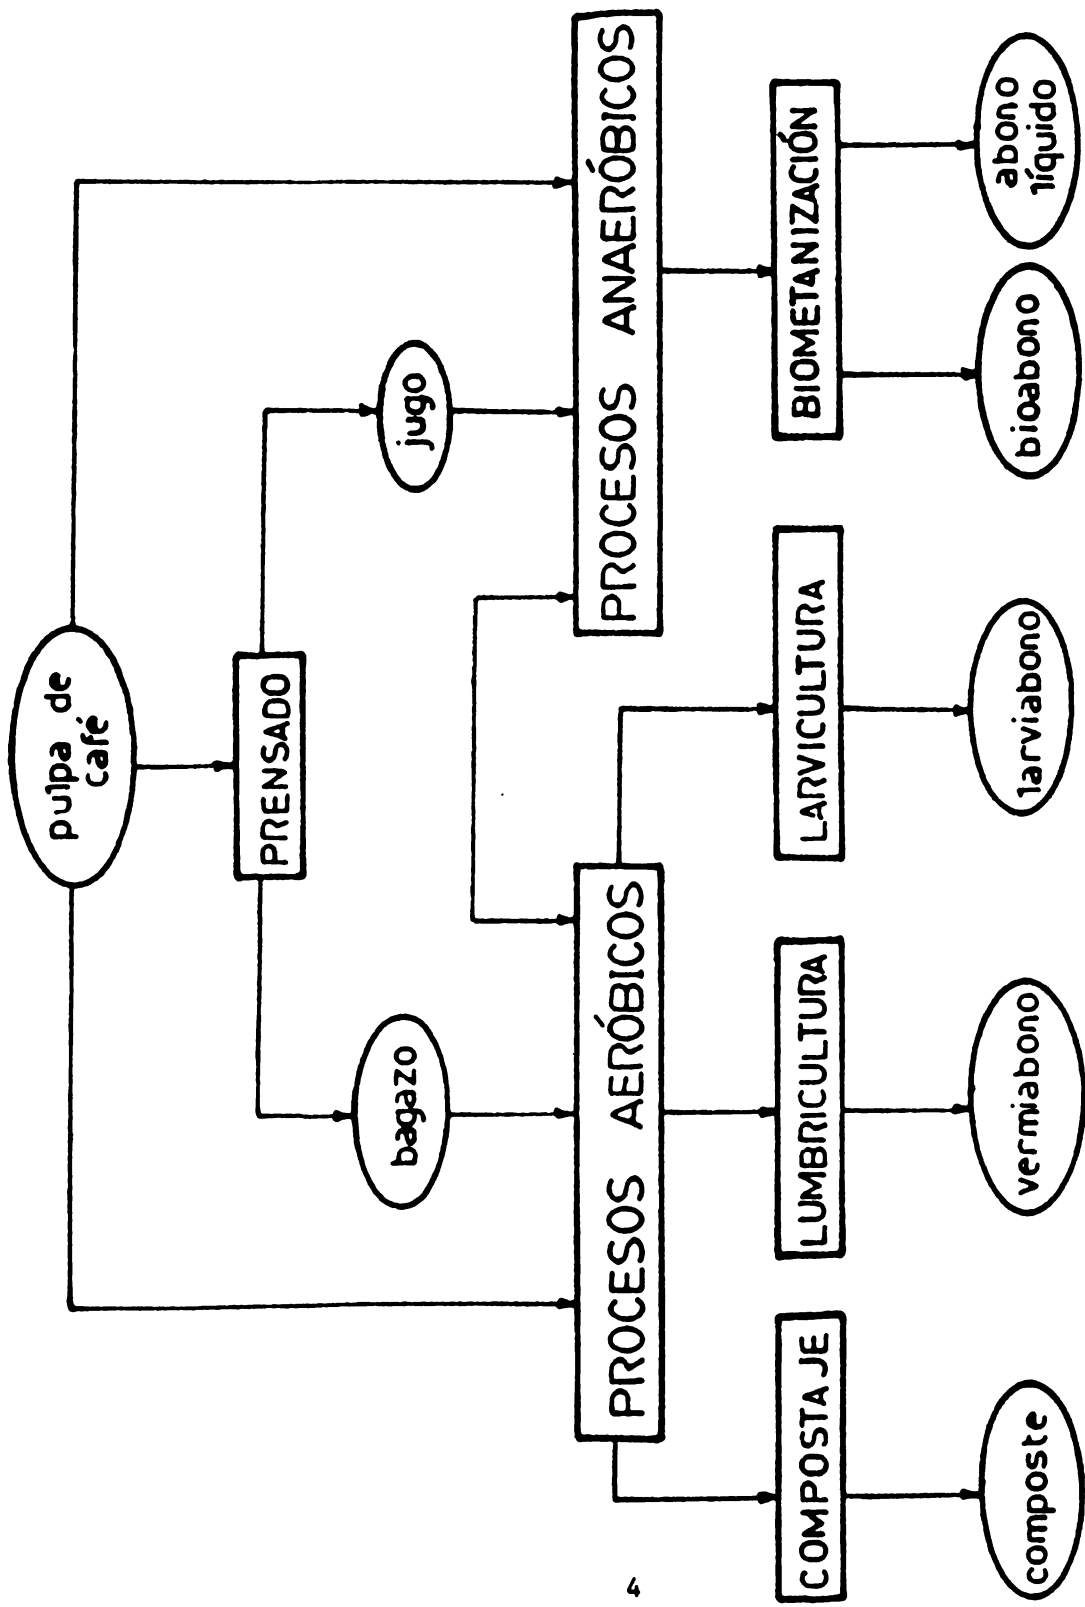 pulpa de
café
PRENSADO
bagazo
jugo
PROCESOS AERÓBICOS
PROCESOS ANAERÓBICOS
COMPOSTAJE
LUMBRICULTURA
LARVICULTURA
BIOMETANIZACIÓN
composte
vermiabono
larviabono
bioabono
abono
líquido
4